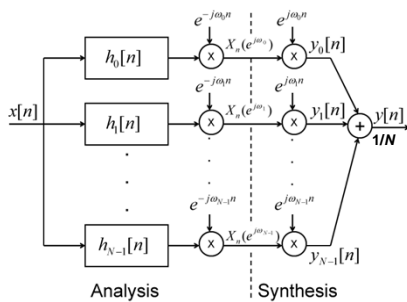 e^{-jω_0 n} e^{jω_0 n}
h_0[n] x X_n(e^{jω_0}) x y_0[n]
e^{-jω_1 n} e^{jω_1 n}
x[n] h_1[n] x X_n(e^{jω_1}) x y_1[n] + y[n]
1/N
e^{-jω_{N-1} n} e^{jω_{N-1} n}
h_{N-1}[n] x X_n(e^{jω_{N-1}}) x y_{N-1}[n]
Analysis Synthesis